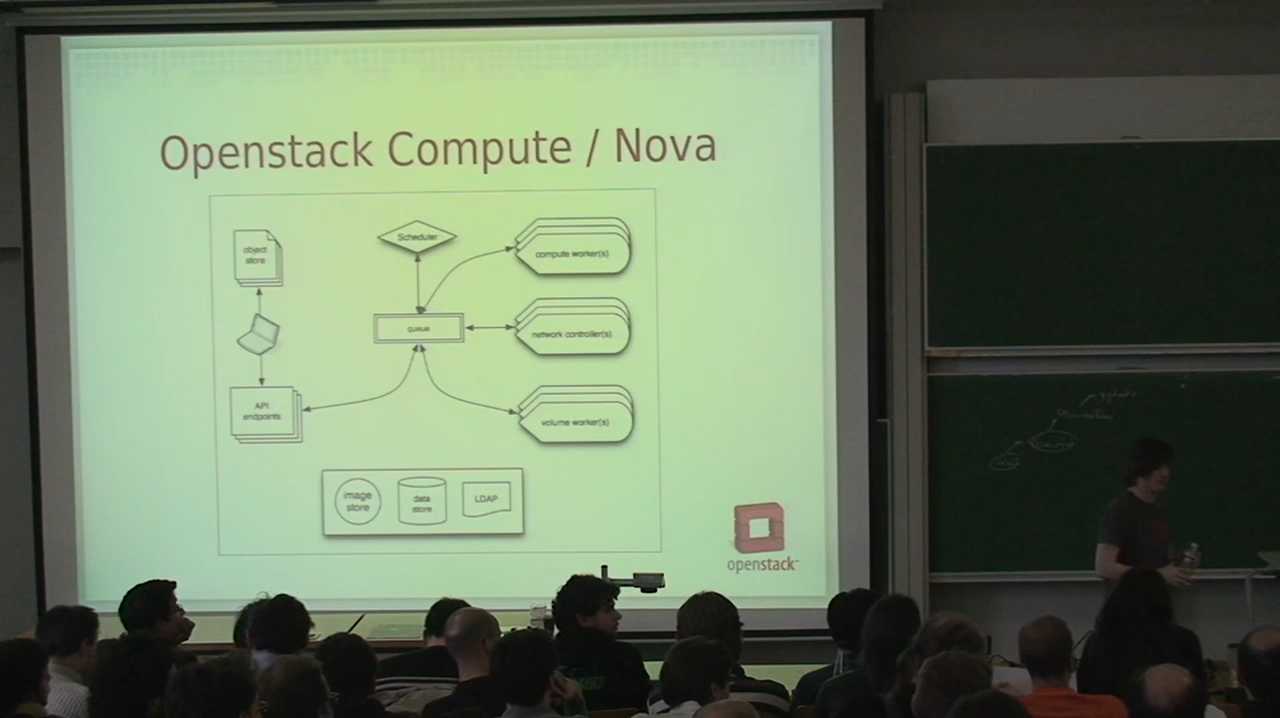 Openstack Compute / Nova
object
store
Scheduler
compute worker(s)
queue
network controller(s)
API
endpoints
volume worker(s)
image
store
data
store
LDAP
openstack